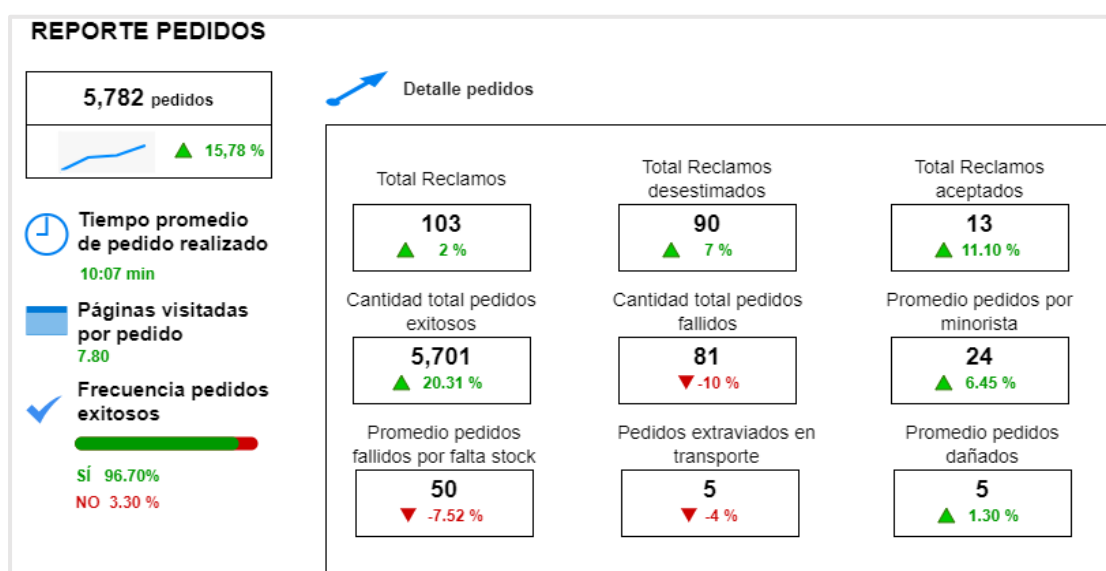 REPORTE PEDIDOS
5,782 pedidos
15,78 %
Tiempo promedio
de pedido realizado
10:07 min
Páginas visitadas
por pedido
7.80
Frecuencia pedidos
exitosos
SÍ 96.70%
NO 3.30 %
Detalle pedidos
Total Reclamos
103
2 %
Total Reclamos
desestimados
90
7 %
Total Reclamos
aceptados
13
11.10 %
Cantidad total pedidos
exitosos
5,701
20.31 %
Cantidad total pedidos
fallidos
81
-10 %
Promedio pedidos por
minorista
24
6.45 %
Promedio pedidos
fallidos por falta stock
50
-7.52 %
Pedidos extraviados en
transporte
5
-4 %
Promedio pedidos
dañados
5
1.30 %